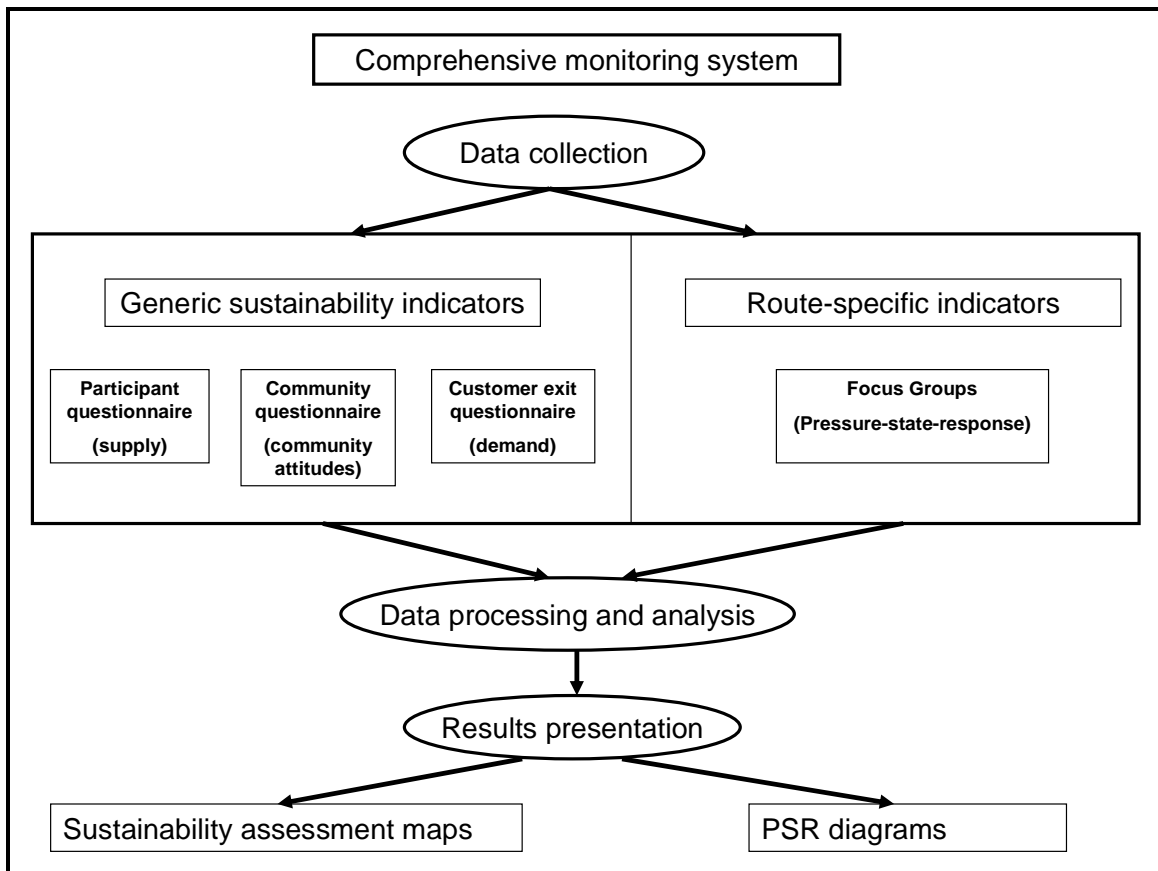 Comprehensive monitoring system
Data collection
Generic sustainability indicators
Route-specific indicators
Participant
questionnaire
(supply)
Community
questionnaire
(community
attitudes)
Customer exit
questionnaire
(demand)
Focus Groups
(Pressure-state-response)
Data processing and analysis
Results presentation
Sustainability assessment maps
PSR diagrams